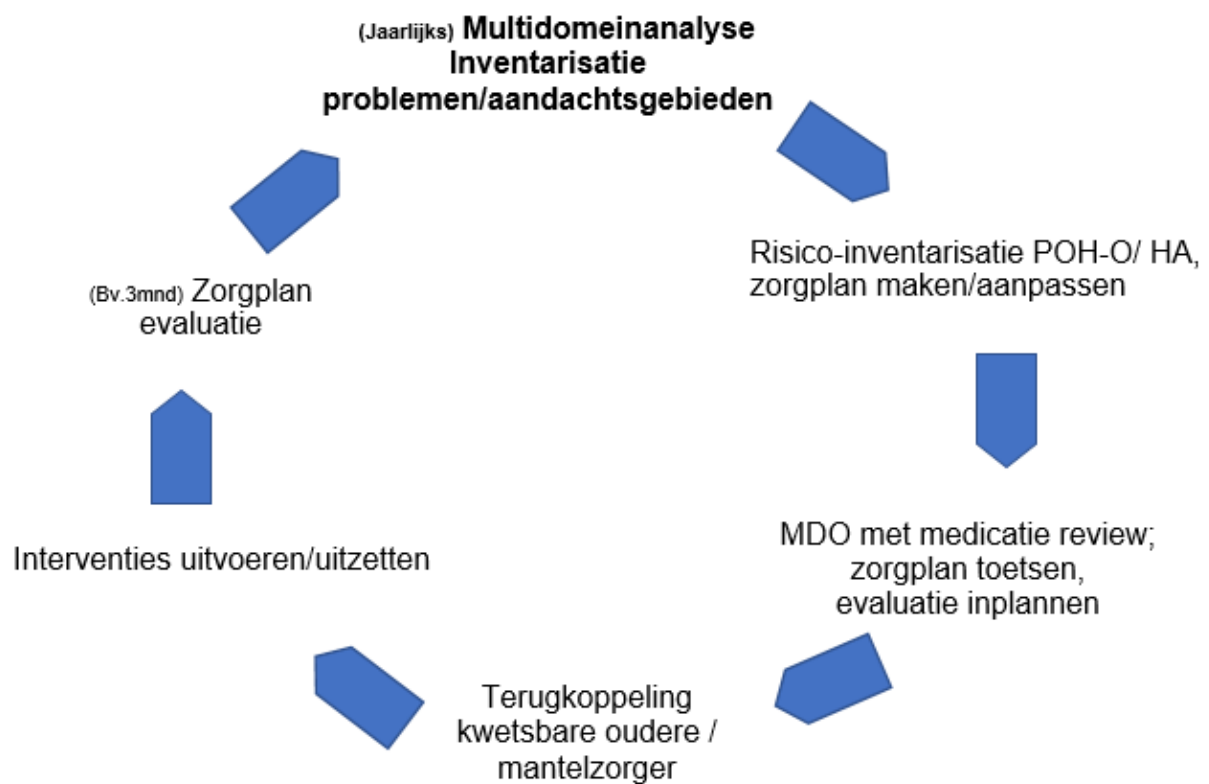 (Jaarlijks) Multidomeinanalyse
Inventarisatie
problemen/aandachtsgebieden
Risico-inventarisatie POH-O/ HA,
zorgplan maken/aanpassen
MDO met medicatie review;
zorgplan toetsen,
evaluatie inplannen
Terugkoppeling
kwetsbare oudere /
mantelzorger
Interventies uitvoeren/uitzetten
(Bv.3mnd) Zorgplan
evaluatie